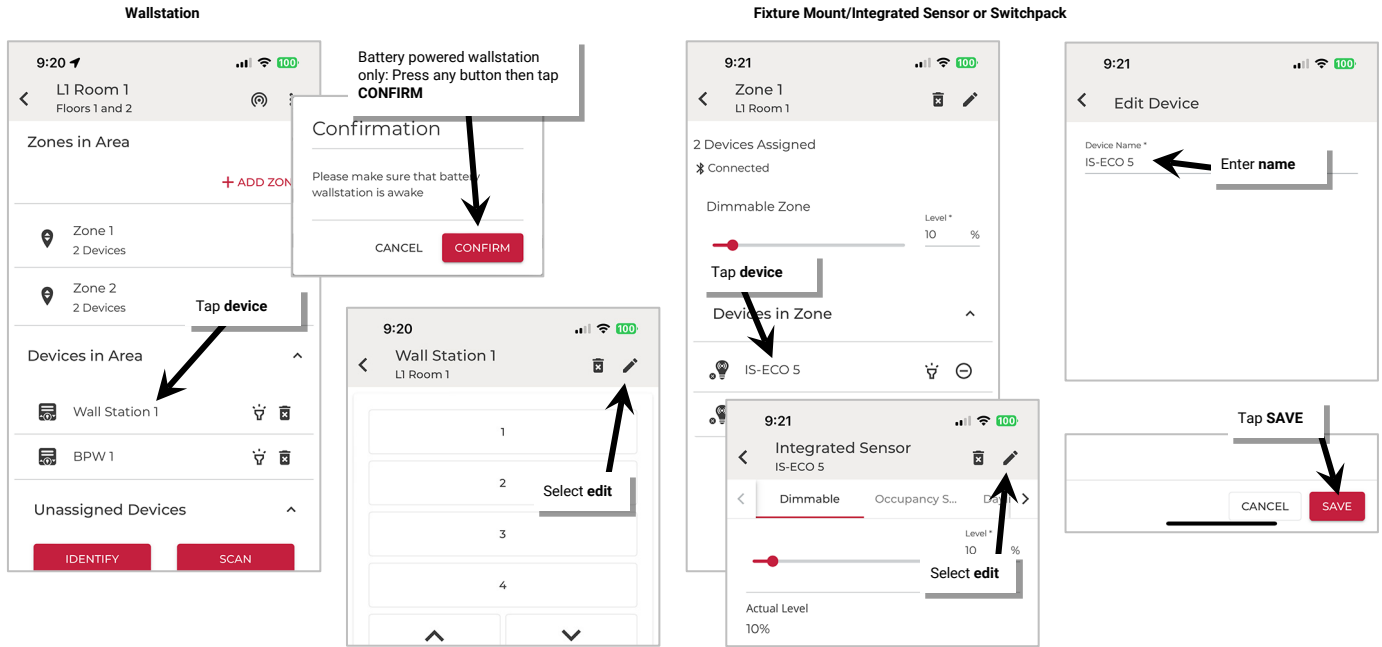 Wallstation
Fixture Mount/Integrated Sensor or Switchpack
9:20
100
L1 Room 1
Floors 1 and 2
Zones in Area
+ ADD ZON
Zone 1
2 Devices
Zone 2
2 Devices
Tap device
Devices in Area
Wall Station 1
BPW 1
Unassigned Devices
IDENTIFY
SCAN
Battery powered wallstation
only: Press any button then tap
CONFIRM
Confirmation
Please make sure that battery
wallstation is awake
CANCEL
CONFIRM
9:20
100
Wall Station 1
L1 Room 1
1
2
Select edit
3
4
9:21
100
Zone 1
L1 Room 1
2 Devices Assigned
Connected
Dimmable Zone
Level *
10 %
Tap device
Devices in Zone
IS-ECO 5
9:21
100
Integrated Sensor
IS-ECO 5
Dimmable
Occupancy S...
Level *
10 %
Select edit
Actual Level
10%
9:21
100
Edit Device
Device Name *
IS-ECO 5
Enter name
Tap SAVE
CANCEL
SAVE